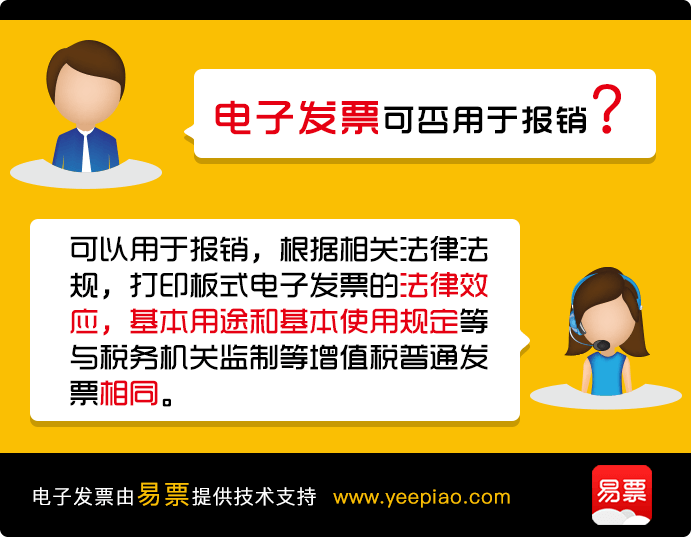 电子发票可否用于报销？
可以用于报销，根据相关法律法
规，打印板式电子发票的法律效
应，基本用途和基本使用规定等
与税务机关监制等增值税普通发
票相同。
电子发票由易票提供技术支持 www.yeepiao.com
易票